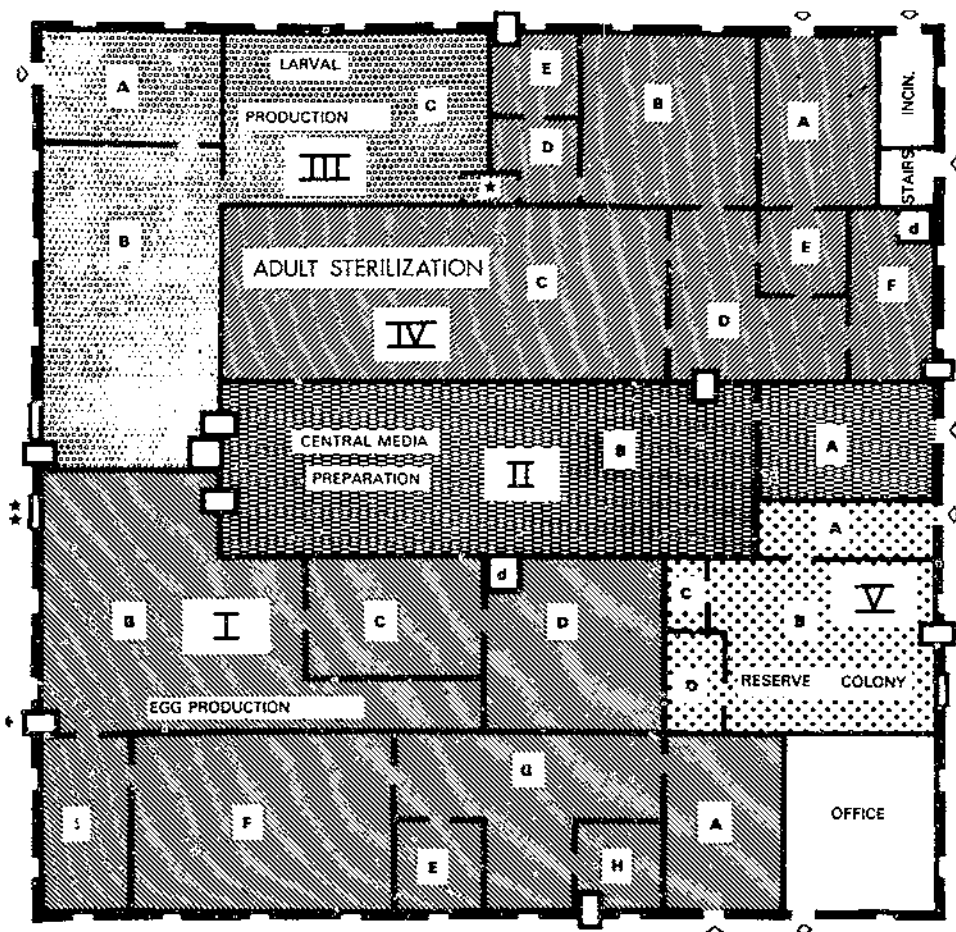 LARVAL
E
B
A
INCIN.
A
C
PRODUCTION
III
D
STAIRS
★
B
E
d
ADULT STERILIZATION
C
F
IV
D
CENTRAL MEDIA
B
A
PREPARATION
II
★
★
A
d
C
V
B
I
C
D
B
D
RESERVE COLONY
EGG PRODUCTION
G
OFFICE
F
A
E
H